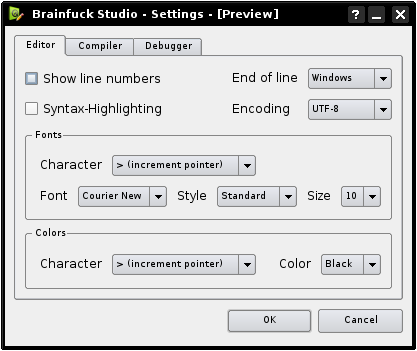 Brainfuck Studio - Settings - [Preview] ?
Editor Compiler Debugger
Show line numbers End of line Windows
Syntax-Highlighting Encoding UTF-8
Fonts
Character > (increment pointer)
Font Courier New Style Standard Size 10
Colors
Character > (increment pointer) Color Black
OK Cancel